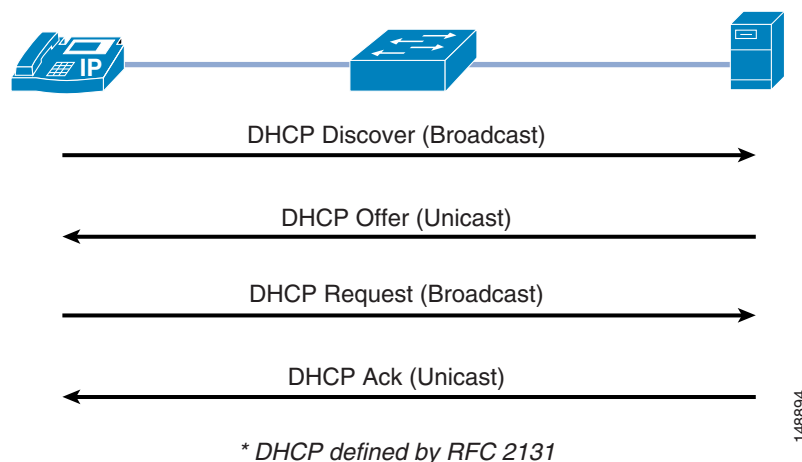 IP
DHCP Discover (Broadcast)
DHCP Offer (Unicast)
DHCP Request (Broadcast)
DHCP Ack (Unicast)
148894
* DHCP defined by RFC 2131